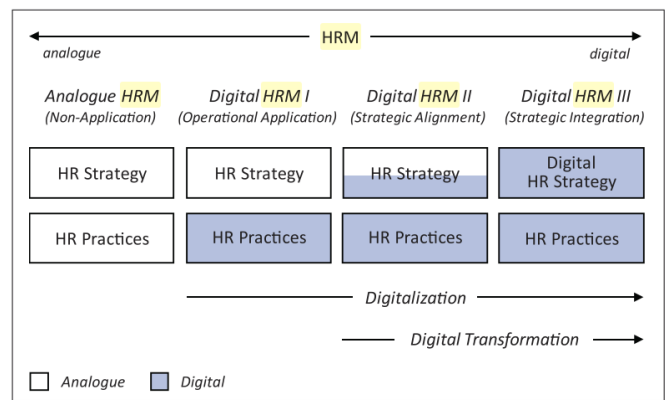 HRM
analogue digital
Analogue HRM Digital HRM I Digital HRM II Digital HRM III
(Non-Application) (Operational Application) (Strategic Alignment) (Strategic Integration)
HR Strategy HR Strategy HR Strategy Digital
HR Strategy
HR Practices HR Practices HR Practices HR Practices
Digitalization
Digital Transformation
Analogue Digital